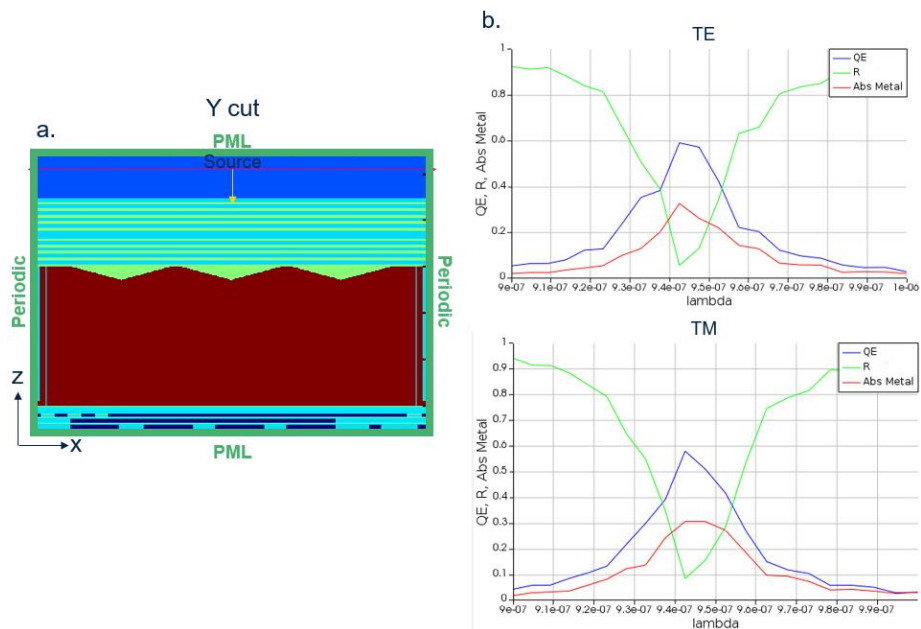 Y cut
a.
PML
Source
Periodic
Periodic
Z
X
PML
b.
TE
QE
R
Abs Metal
QE, R, Abs Metal
1
0.8
0.6
0.4
0.2
0
9e-07 9.1e-07 9.2e-07 9.3e-07 9.4e-07 9.5e-07 9.6e-07 9.7e-07 9.8e-07 9.9e-07 1e-06
lambda
TM
QE
R
Abs Metal
QE, R, Abs Metal
1
0.9
0.8
0.7
0.6
0.5
0.4
0.3
0.2
0.1
0
9e-07 9.1e-07 9.2e-07 9.3e-07 9.4e-07 9.5e-07 9.6e-07 9.7e-07 9.8e-07 9.9e-07
lambda